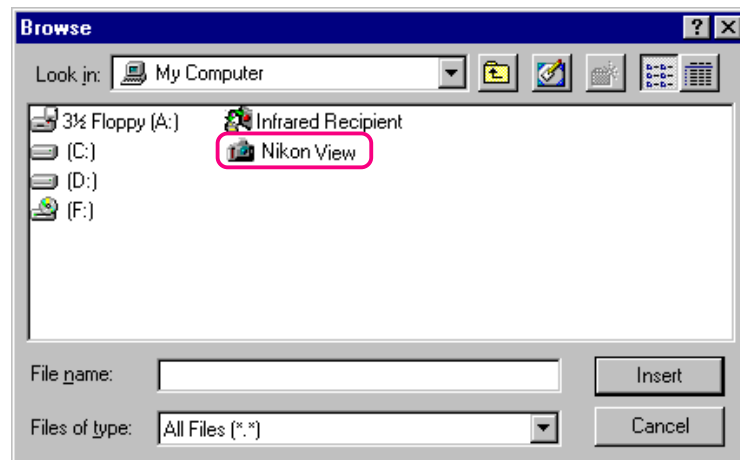 Browse
Look in: My Computer
3½ Floppy (A:) Infrared Recipient
(C:) Nikon View
(D:)
(F:)
File name: Insert
Files of type: All Files (*.*) Cancel